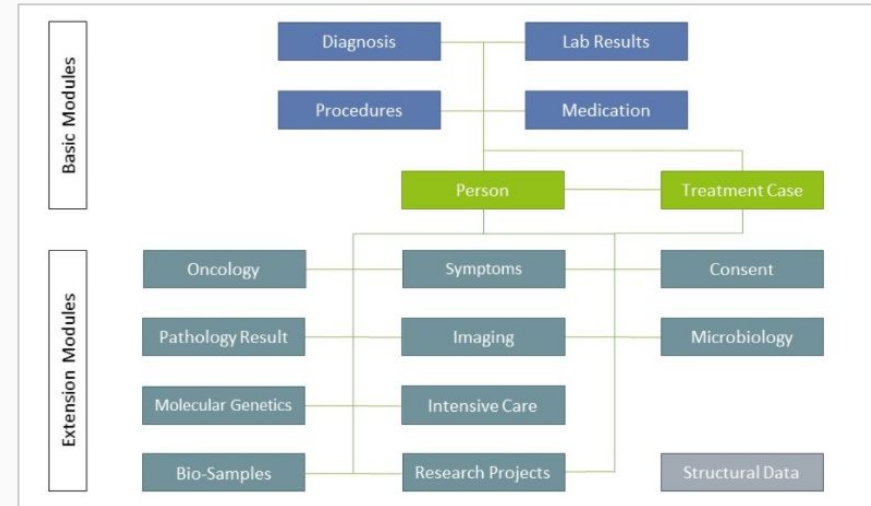 Basic Modules
Diagnosis
Lab Results
Procedures
Medication
Person
Treatment Case
Extension Modules
Oncology
Symptoms
Consent
Pathology Result
Imaging
Microbiology
Molecular Genetics
Intensive Care
Bio-Samples
Research Projects
Structural Data